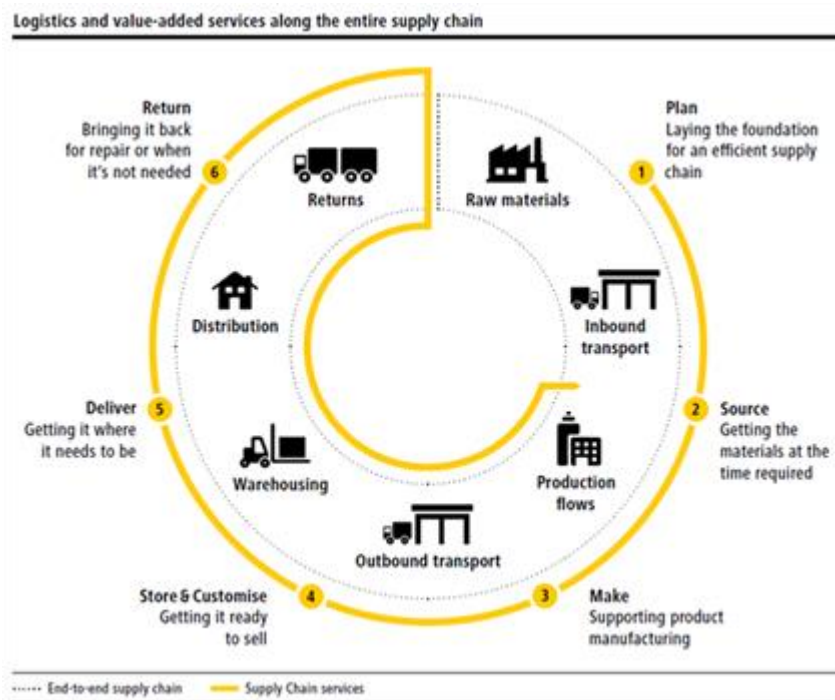 Logistics and value-added services along the entire supply chain
Return
Bringing it back
for repair or when
it's not needed
6
Returns
Raw materials
Plan
Laying the foundation
for an efficient supply
chain
1
Distribution
Inbound
transport
Deliver
Getting it where
it needs to be
5
2
Source
Getting the
materials at the
time required
Warehousing
Production
flows
Outbound transport
Store & Customise
Getting it ready
to sell
4
3
Make
Supporting product
manufacturing
End-to-end supply chain
Supply Chain services